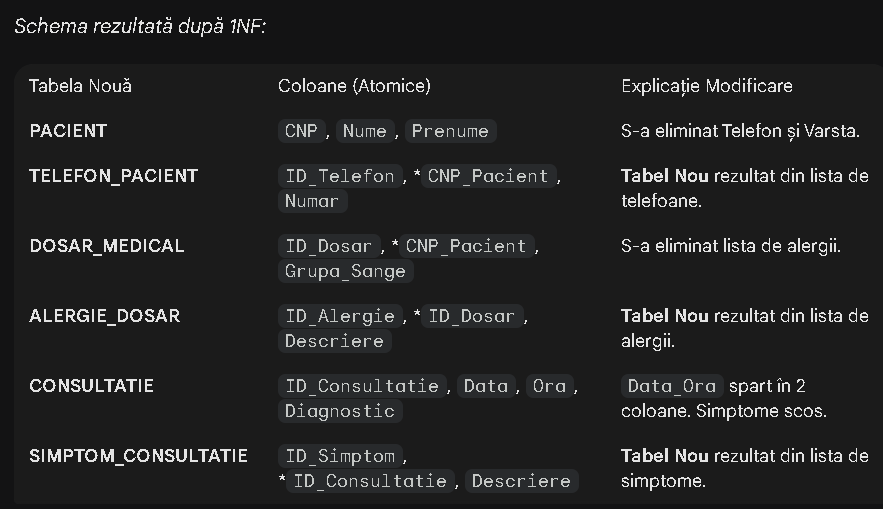 Schema rezultată după 1NF:
Tabela Nouă Coloane (Atomice) Explicație Modificare
PACIENT CNP, Nume, Prenume S-a eliminat Telefon și Varsta.
TELEFON_PACIENT ID_Telefon, *CNP_Pacient, Tabel Nou rezultat din lista de
Numar telefoane.
DOSAR_MEDICAL ID_Dosar, *CNP_Pacient, S-a eliminat lista de alergii.
Grupa_Sange
ALERGIE_DOSAR ID_Alergie, *ID_Dosar, Tabel Nou rezultat din lista de
Descriere alergii.
CONSULTATIE ID_Consultatie, Data, Ora, Data_Ora spart în 2
Diagnostic coloane. Simptome scos.
SIMPTOM_CONSULTATIE ID_Simptom, Tabel Nou rezultat din lista de
*ID_Consultatie, Descriere simptome.